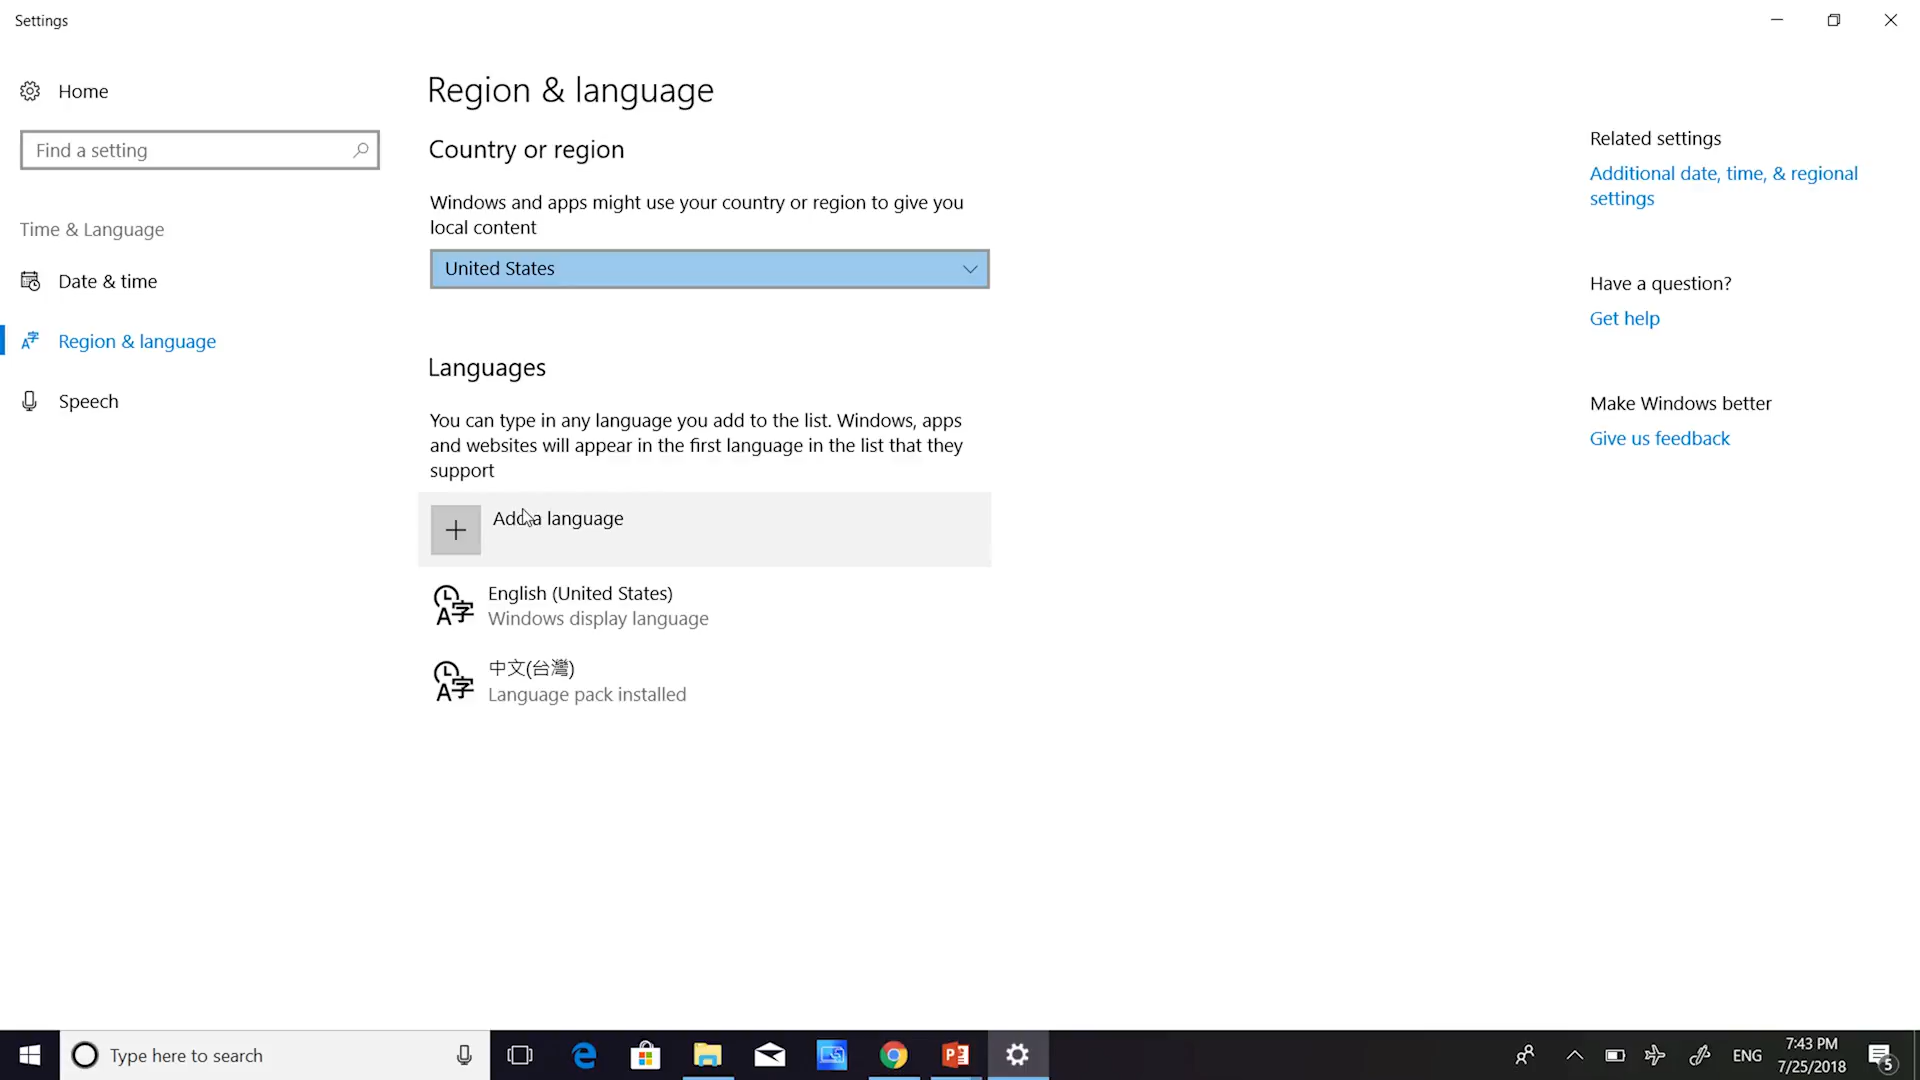 Settings
Home
Find a setting
Time & Language
Date & time
Region & language
Speech
Region & language
Country or region
Windows and apps might use your country or region to give you
local content
United States
Languages
You can type in any language you add to the list. Windows, apps
and websites will appear in the first language in the list that they
support
Add a language
English (United States)
Windows display language
中文(台灣)
Language pack installed
Related settings
Additional date, time, & regional
settings
Have a question?
Get help
Make Windows better
Give us feedback
Type here to search
ENG
7:43 PM
7/25/2018
5